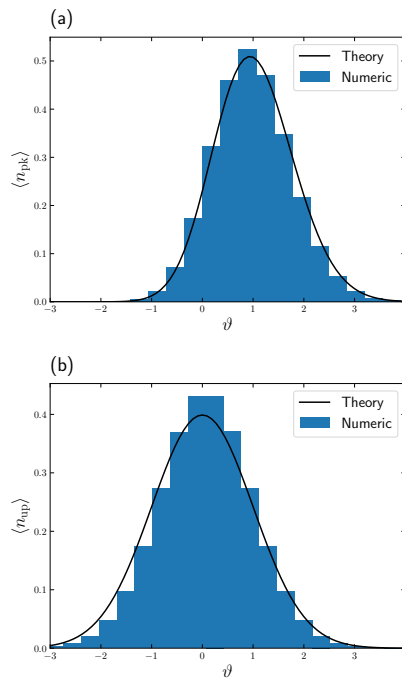 (a)
0.5
0.4
0.3
0.2
0.1
0.0
⟨n_pk⟩
Theory
Numeric
−3 −2 −1 0 1 2 3
ϑ
(b)
0.4
0.3
0.2
0.1
0.0
⟨n_up⟩
Theory
Numeric
−3 −2 −1 0 1 2 3
ϑ